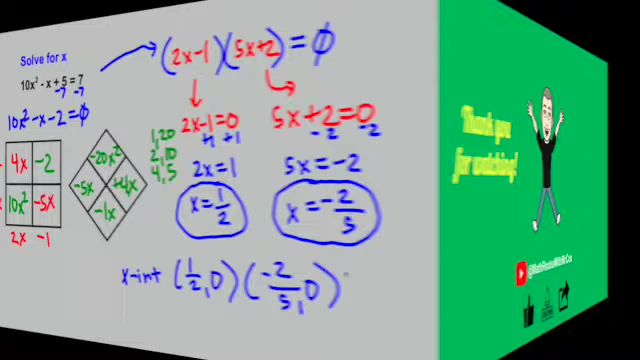 Solve for x
10x² - x + 5 = 7
-7 -7
10x² - x - 2 = 0
(2x-1)(5x+2) = 0
2x-1=0
+1 +1
2x=1
x=1/2
5x+2=0
-2 -2
5x=-2
x=-2/5
4x -2
10x² -5x
2x -1
-20x²
-5x +4x
-1x
1,20
2,10
4,5
x-int (1/2, 0) (-2/5, 0)
Thank you
for watching!